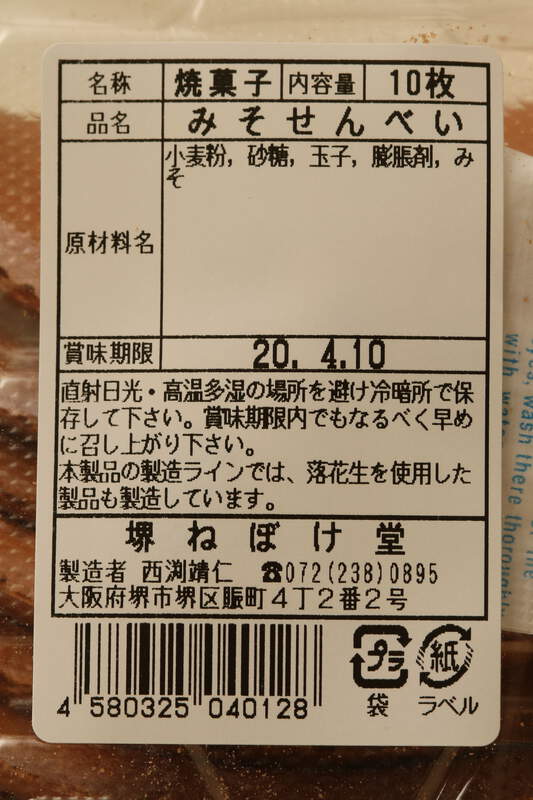 名称 焼菓子 内容量 10枚
品名 みそせんべい
原材料名 小麦粉, 砂糖, 玉子, 膨脹剤, み
そ
賞味期限 20. 4.10
直射日光・高温多湿の場所を避け冷暗所で保
存して下さい。賞味期限内でもなるべく早め
に召し上がり下さい。
本製品の製造ラインでは、落花生を使用した
製品も製造しています。
堺ねぼけ堂
製造者 西渕靖仁 ☎072(238)0895
大阪府堺市堺区賑町4丁2番2号
4 580325 040128
プラ 紙
袋 ラベル
wash there thoroughly
with